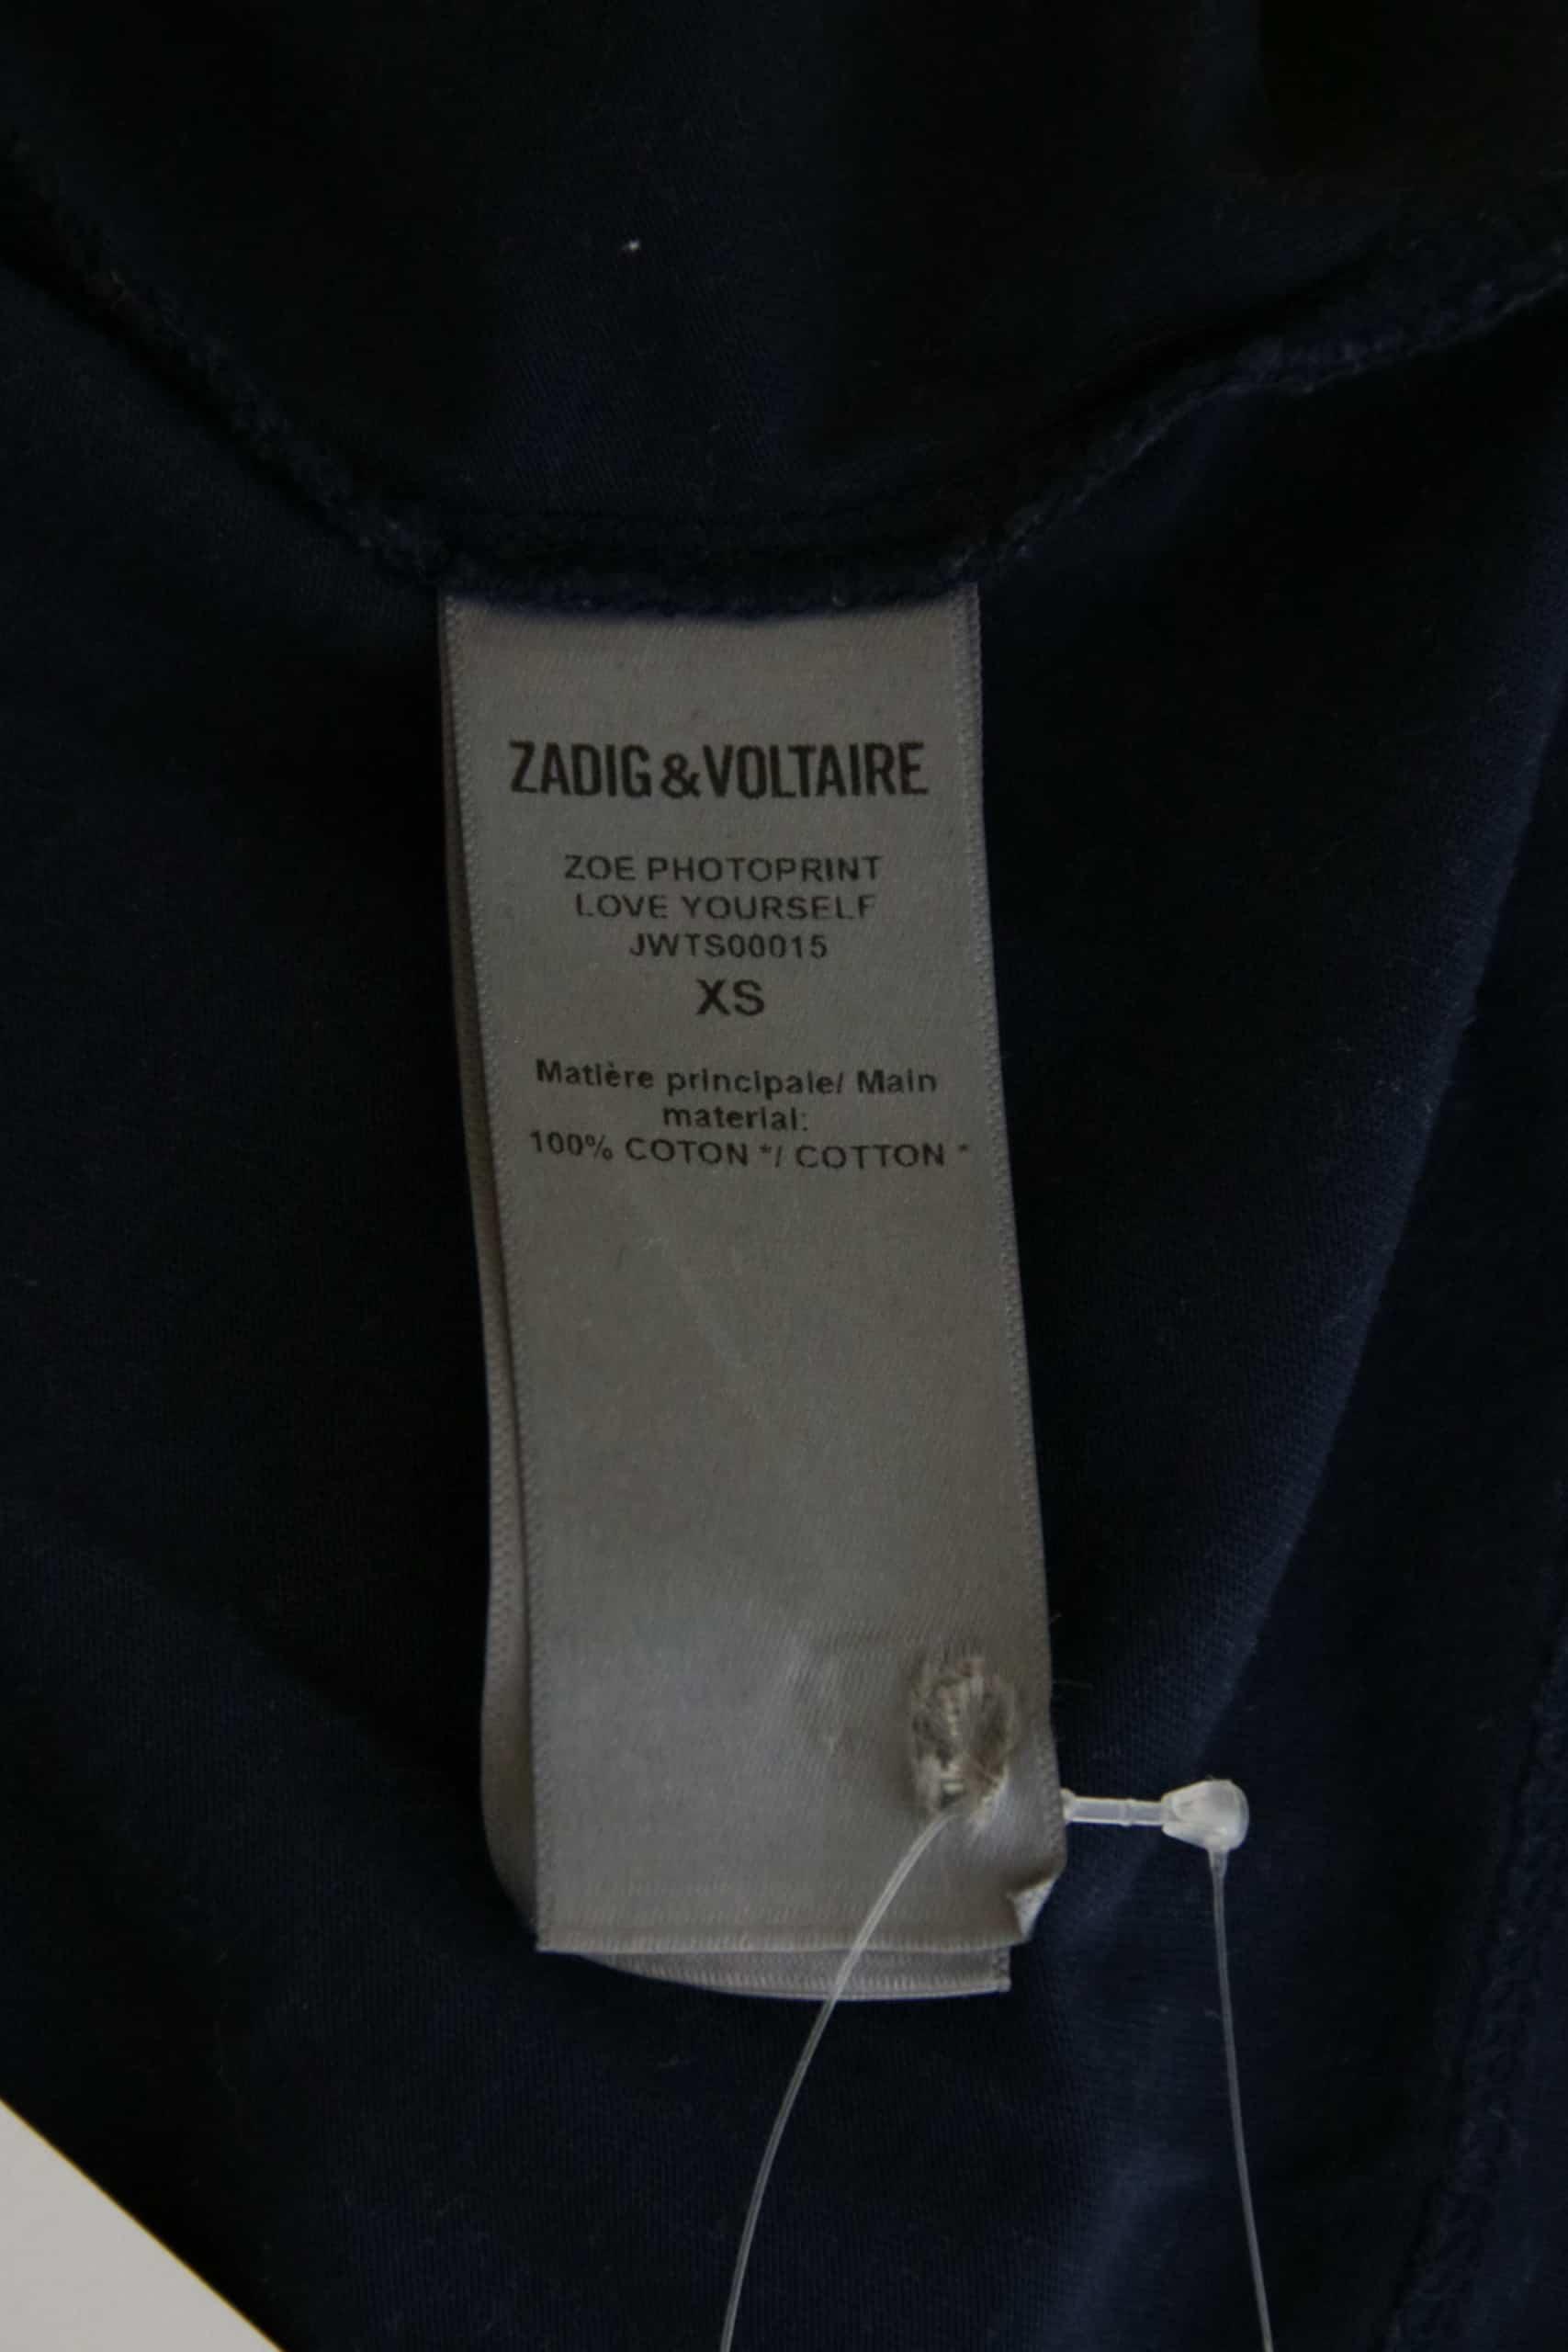 ZADIG&VOLTAIRE
ZOE PHOTOPRINT
LOVE YOURSELF
JWTS00015
XS
Matière principale/ Main
material:
100% COTON */ COTTON *